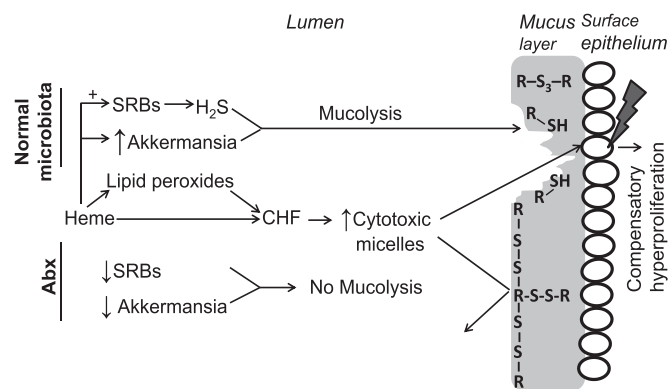 Lumen
Mucus
layer
Surface
epithelium
Normal
microbiota
+
SRBs
H₂S
↑Akkermansia
Mucolysis
R–S₃–R
R
SH
Lipid peroxides
Heme
CHF
↑Cytotoxic
micelles
SH
R
Compensatory
hyperproliferation
Abx
↓SRBs
↓Akkermansia
No Mucolysis
R
S
S
R-S-S-R
S
S
R